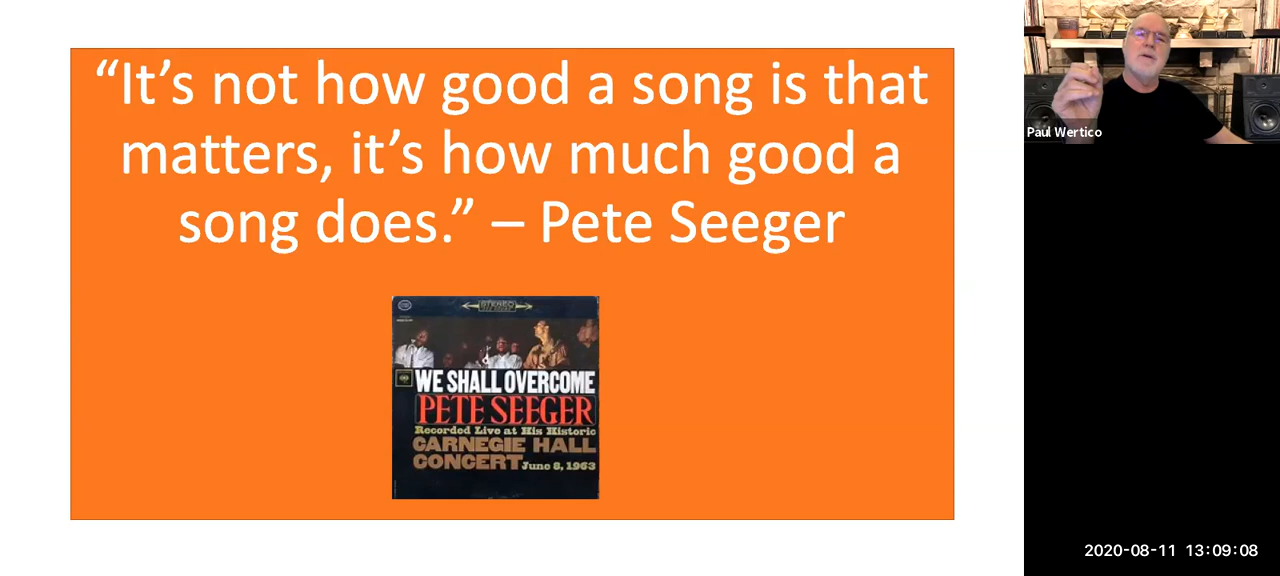 “It’s not how good a song is that
matters, it’s how much good a
song does.” – Pete Seeger
STEREO
WE SHALL OVERCOME
PETE SEEGER
Recorded Live at His Historic
CARNEGIE HALL
CONCERT June 8, 1963
Paul Wertico
2020-08-11 13:09:08